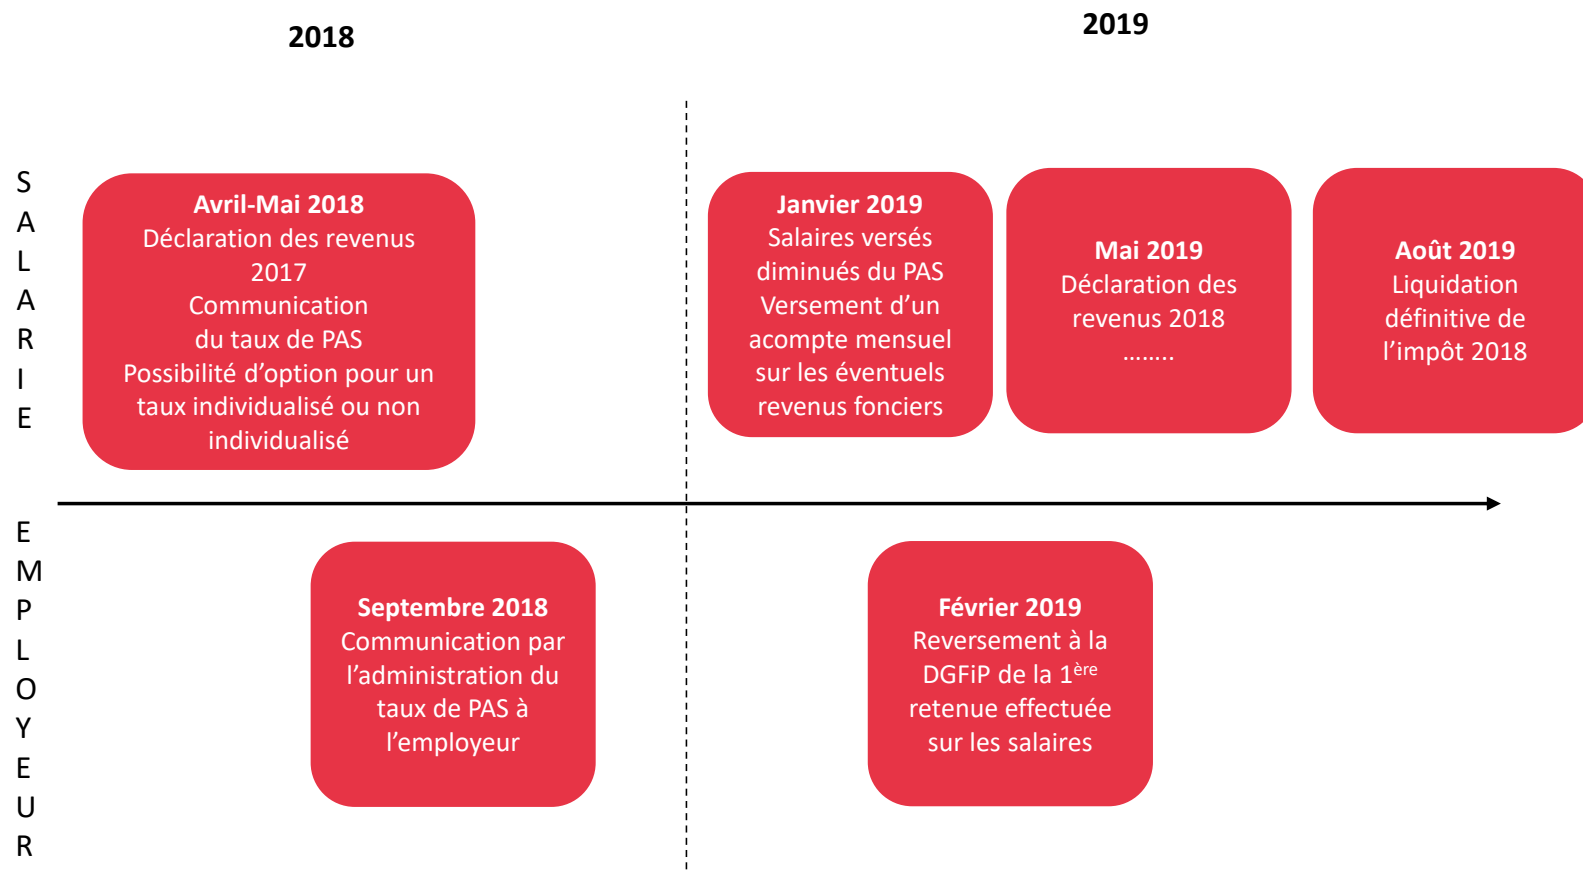 2018
2019
S
A
L
A
R
I
E
Avril-Mai 2018
Déclaration des revenus
2017
Communication
du taux de PAS
Possibilité d’option pour un
taux individualisé ou non
individualisé
Janvier 2019
Salaires versés
diminués du PAS
Versement d’un
acompte mensuel
sur les éventuels
revenus fonciers
Mai 2019
Déclaration des
revenus 2018
........
Août 2019
Liquidation
définitive de
l’impôt 2018
E
M
P
L
O
Y
E
U
R
Septembre 2018
Communication par
l’administration du
taux de PAS à
l’employeur
Février 2019
Reversement à la
DGFiP de la 1ère
retenue effectuée
sur les salaires